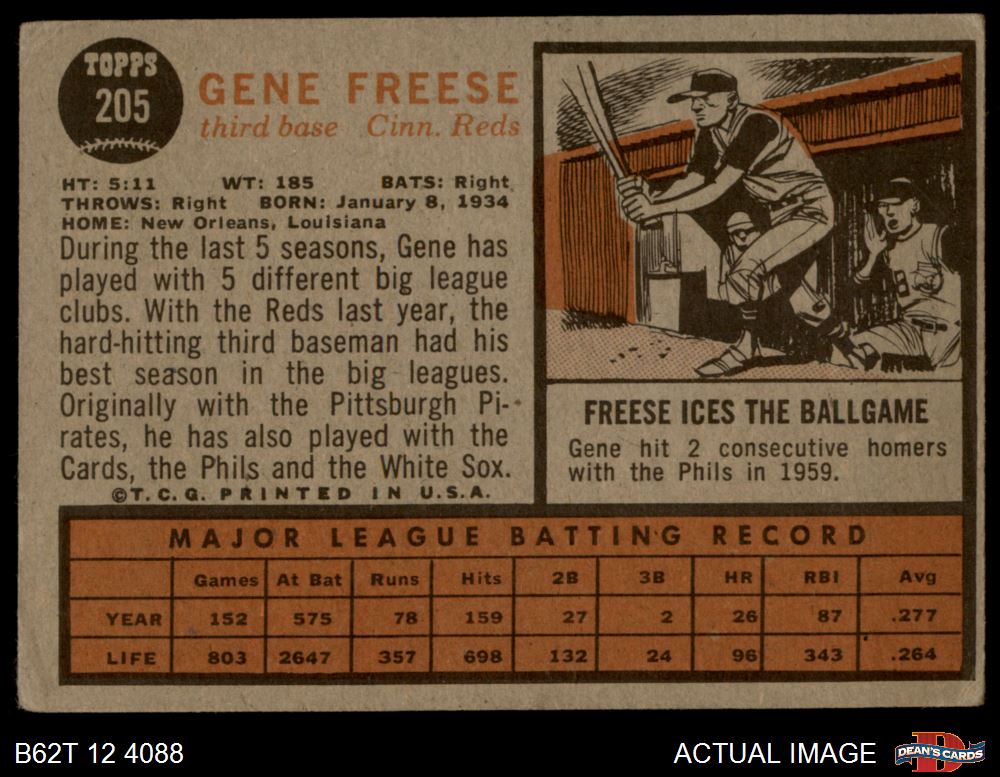 TOPPS
205
GENE FREESE
third base Cinn. Reds
HT: 5:11 WT: 185 BATS: Right
THROWS: Right BORN: January 8, 1934
HOME: New Orleans, Louisiana
During the last 5 seasons, Gene has
played with 5 different big league
clubs. With the Reds last year, the
hard-hitting third baseman had his
best season in the big leagues.
Originally with the Pittsburgh Pi-
rates, he has also played with the
Cards, the Phils and the White Sox.
©T.C.G. PRINTED IN U.S.A.
FREESE ICES THE BALLGAME
Gene hit 2 consecutive homers
with the Phils in 1959.
MAJOR LEAGUE BATTING RECORD
Games At Bat Runs Hits 2B 3B HR RBI Avg
YEAR 152 575 78 159 27 2 26 87 .277
LIFE 803 2647 357 698 132 24 96 343 .264
B62T 12 4088
ACTUAL IMAGE
DEAN'S CARDS